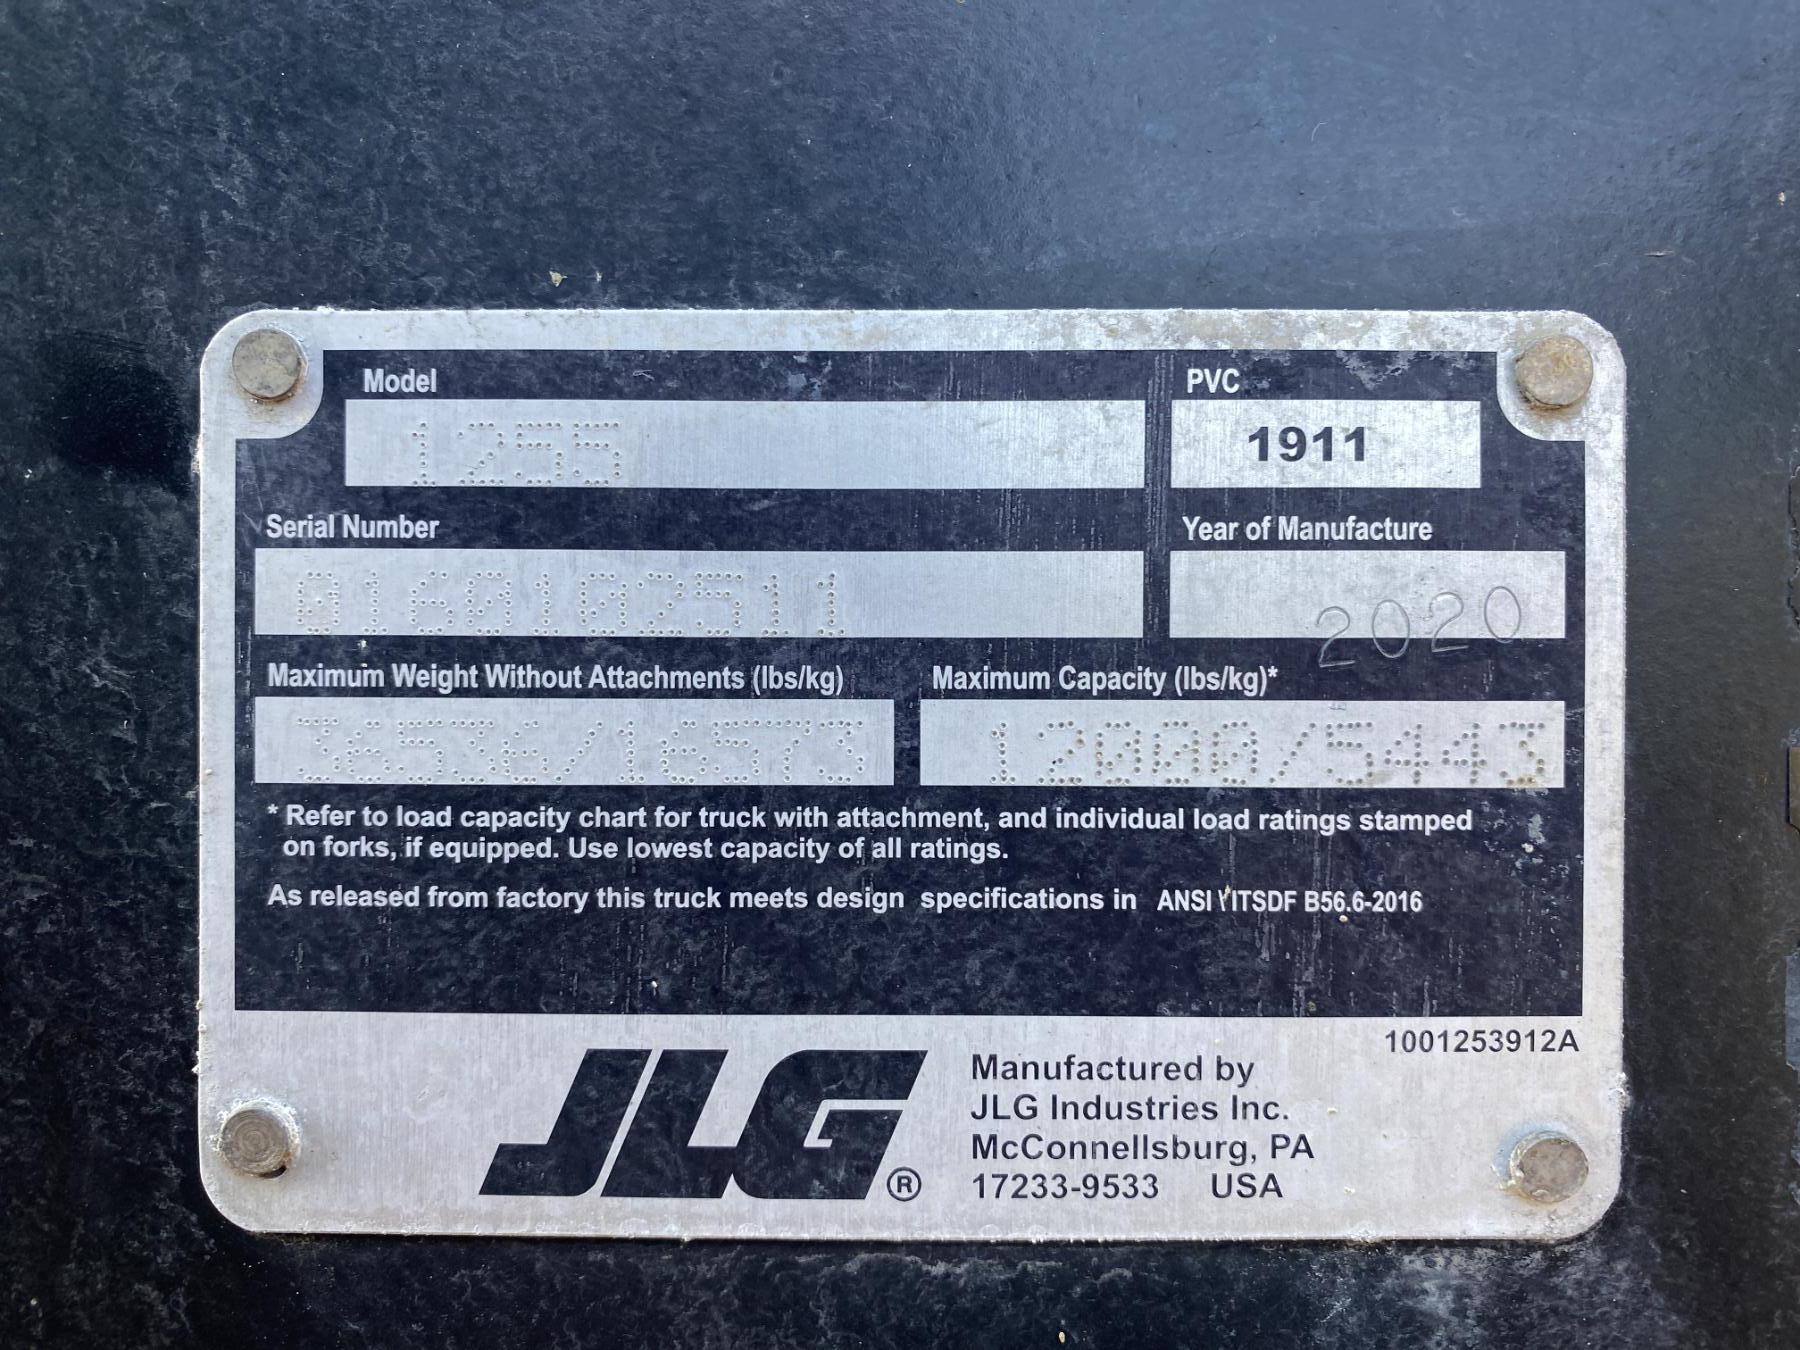 Model
PVC
1255
1911
Serial Number
Year of Manufacture
0160102511
2020
Maximum Weight Without Attachments (lbs/kg)
Maximum Capacity (lbs/kg)*
36536/16573
12000/5443
* Refer to load capacity chart for truck with attachment, and individual load ratings stamped
on forks, if equipped. Use lowest capacity of all ratings.
As released from factory this truck meets design specifications in ANSI \ ITSDF B56.6-2016
1001253912A
JLG®
Manufactured by
JLG Industries Inc.
McConnellsburg, PA
17233-9533 USA